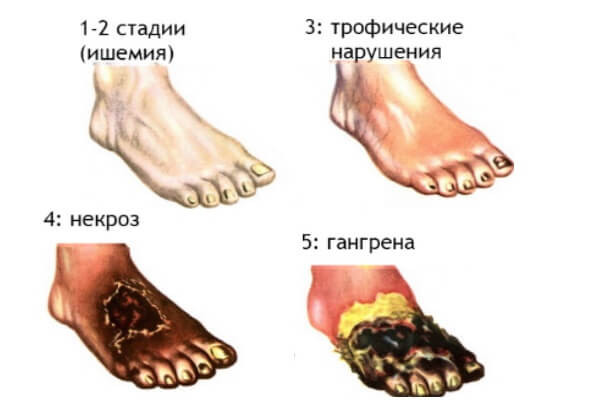 1-2 стадии
(ишемия)
3: трофические
нарушения
4: некроз
5: гангрена